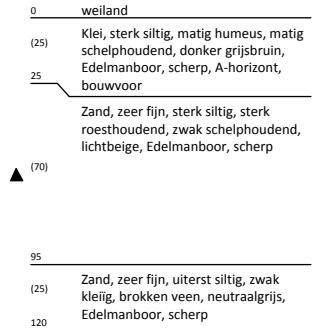 0 weiland
(25) Klei, sterk siltig, matig humeus, matig
schelphoudend, donker grijsbruin,
Edelmanboor, scherp, A-horizont,
bouwvoor
25
Zand, zeer fijn, sterk siltig, sterk
roesthoudend, zwak schelphoudend,
lichtbeige, Edelmanboor, scherp
(70)
95
(25) Zand, zeer fijn, uiterst siltig, zwak
kleiïg, brokken veen, neutraalgrijs,
Edelmanboor, scherp
120